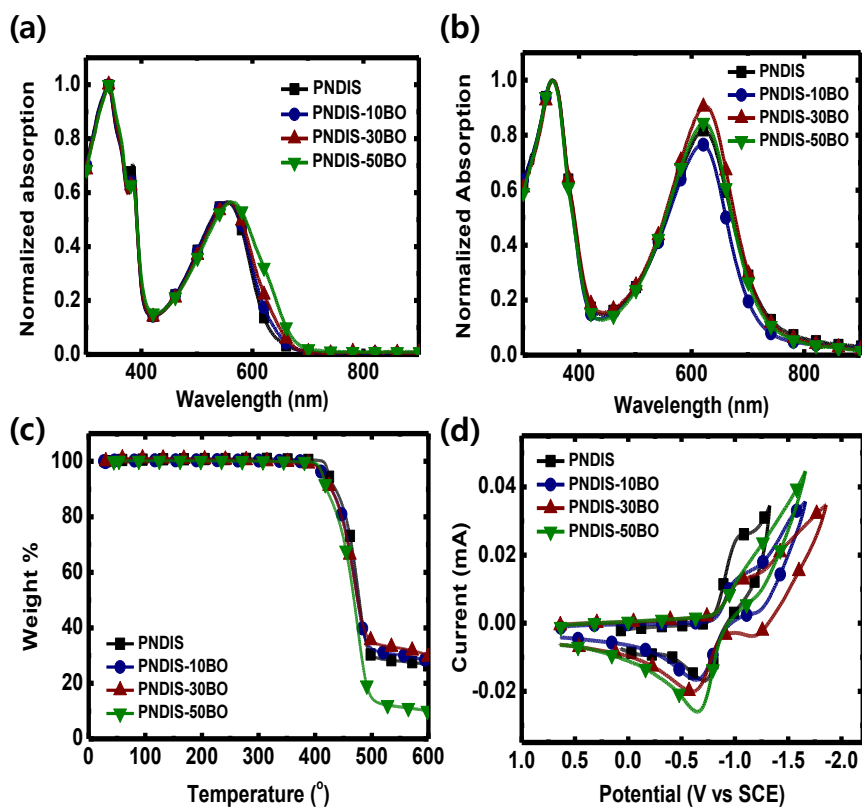 (a)
Normalized absorption
1.0
0.8
0.6
0.4
0.2
0.0
400
600
800
Wavelength (nm)
PNDIS
PNDIS-10BO
PNDIS-30BO
PNDIS-50BO
(b)
Normalized Absorption
1.0
0.8
0.6
0.4
0.2
0.0
400
600
800
Wavelength (nm)
PNDIS
PNDIS-10BO
PNDIS-30BO
PNDIS-50BO
(c)
Weight %
100
80
60
40
20
0
0
100
200
300
400
500
600
Temperature (°)
PNDIS
PNDIS-10BO
PNDIS-30BO
PNDIS-50BO
(d)
Current (mA)
0.04
0.02
0.00
-0.02
1.0
0.5
0.0
-0.5
-1.0
-1.5
-2.0
Potential (V vs SCE)
PNDIS
PNDIS-10BO
PNDIS-30BO
PNDIS-50BO